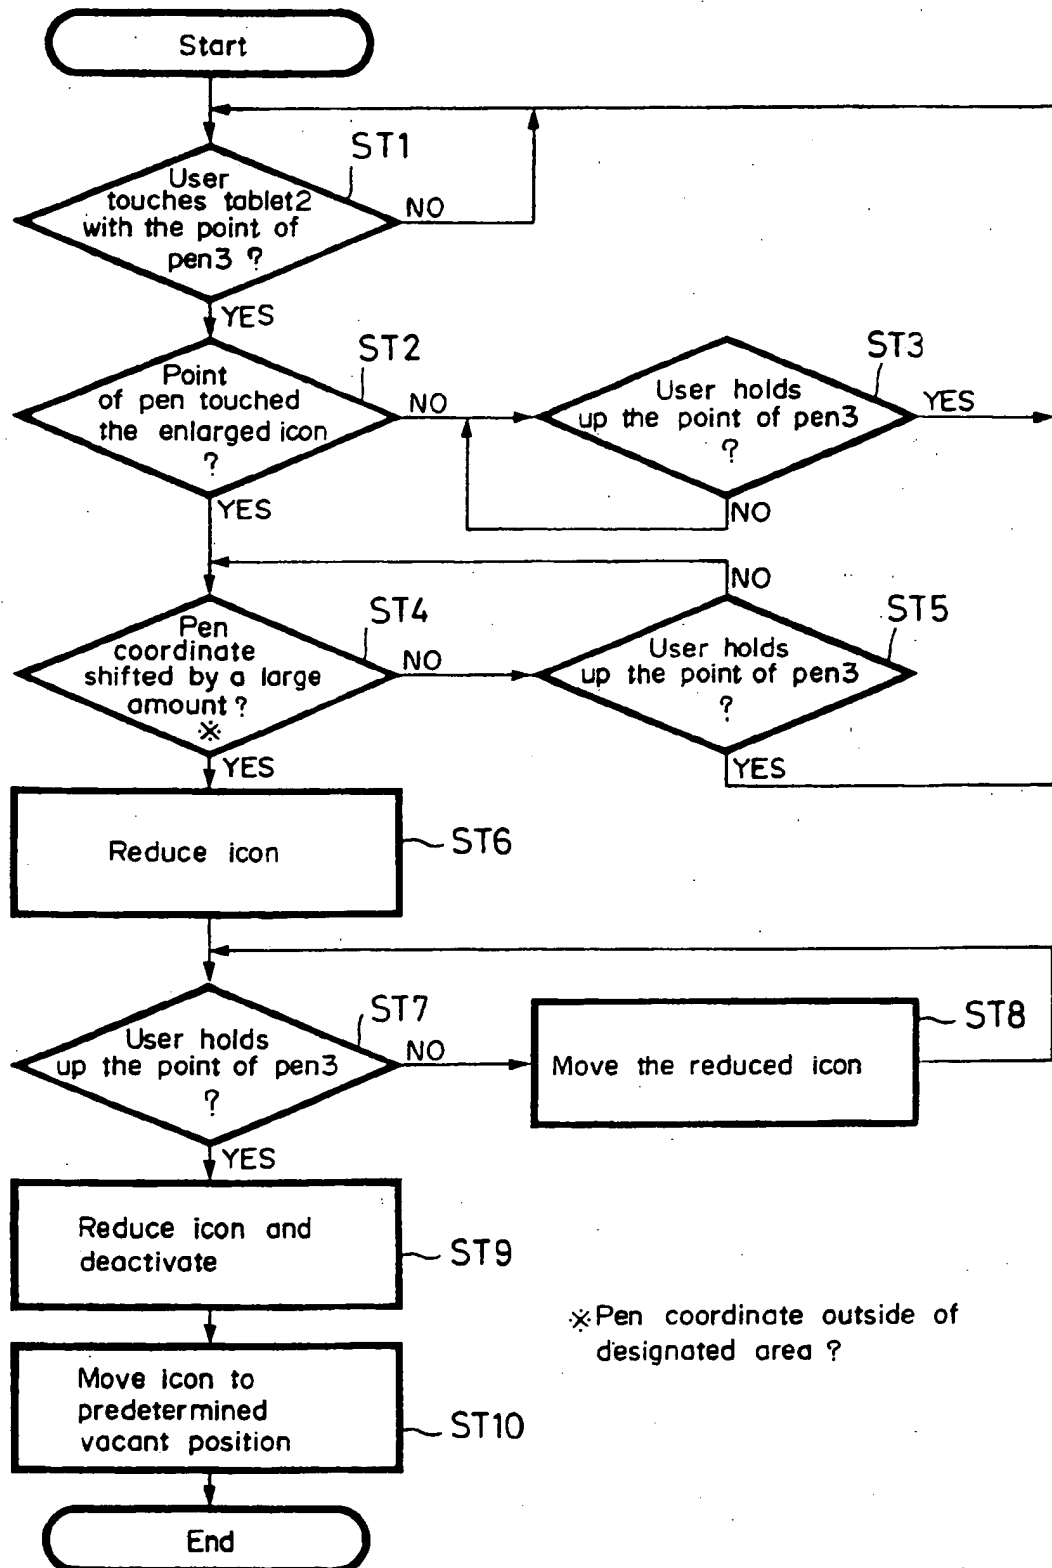 Start
ST1
User
touches tablet2
with the point of
pen3 ?
NO
YES
ST2
Point
of pen touched
the enlarged icon
?
NO
YES
ST3
User holds
up the point of pen3
?
YES
NO
ST4
Pen
coordinate
shifted by a large
amount?
※
NO
YES
NO
ST5
User holds
up the point of pen3
?
YES
Reduce icon
ST6
ST7
User holds
up the point of pen3
?
NO
YES
Move the reduced icon
ST8
Reduce icon and
deactivate
ST9
※ Pen coordinate outside of
designated area ?
Move icon to
predetermined
vacant position
ST10
End